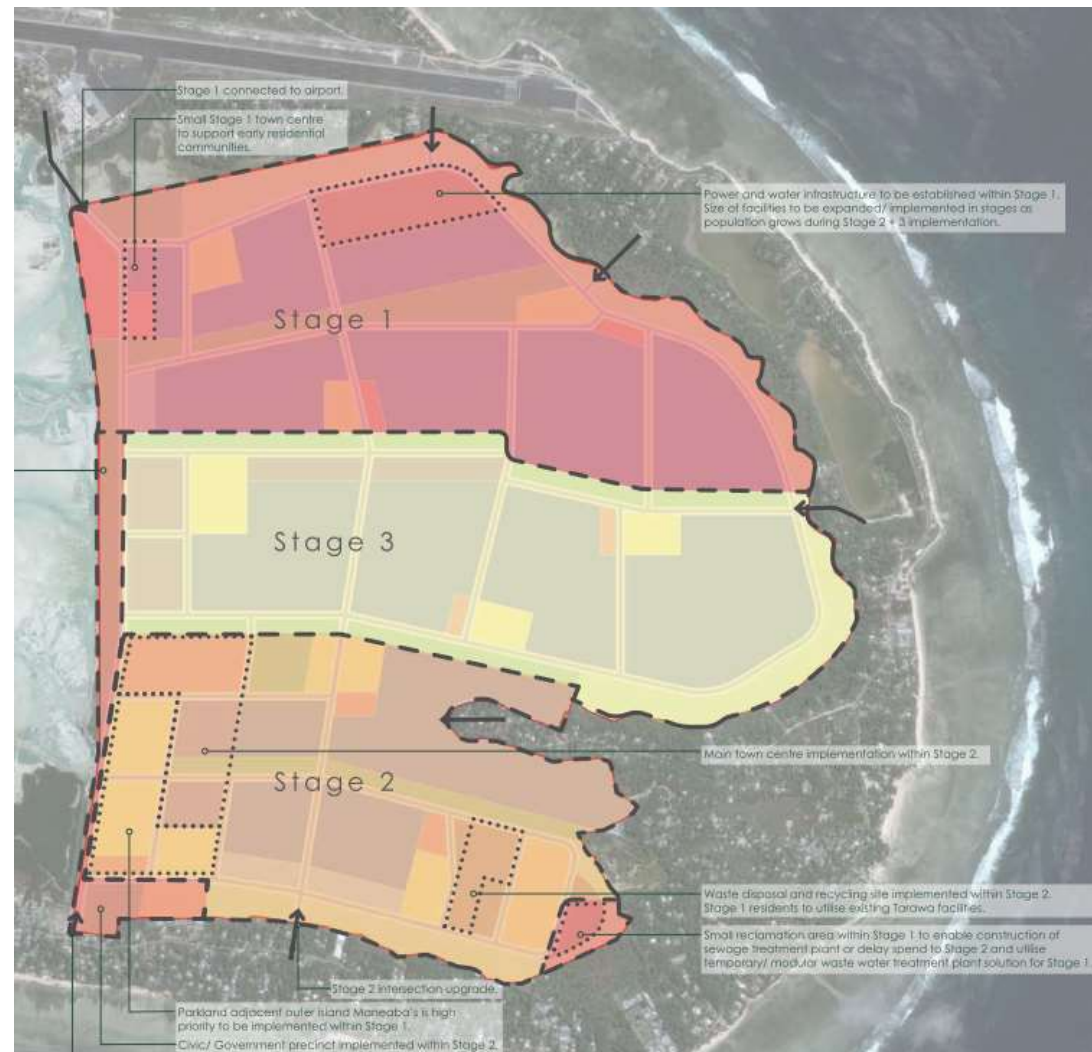 Stage 1 connected to airport.
Small Stage 1 town centre
to support early residential
communities.
Power and water infrastructure to be established within Stage 1.
Size of facilities to be expanded/ implemented in stages as
population grows during Stage 2 + 3 implementation.
Stage 1
Stage 3
Main town centre implementation within Stage 2.
Stage 2
Waste disposal and recycling site implemented within Stage 2.
Stage 1 residents to utilise existing Tarawa facilities.
Small reclamation area within Stage 1 to enable construction of
sewage treatment plant or delay spend to Stage 2 and utilise
temporary/ modular waste water treatment plant solution for Stage 1
Stage 2 intersection upgrade.
Parkland adjacent outer island Maneaba's is high
priority to be implemented within Stage 1.
Civic/ Government precinct implemented within Stage 2.